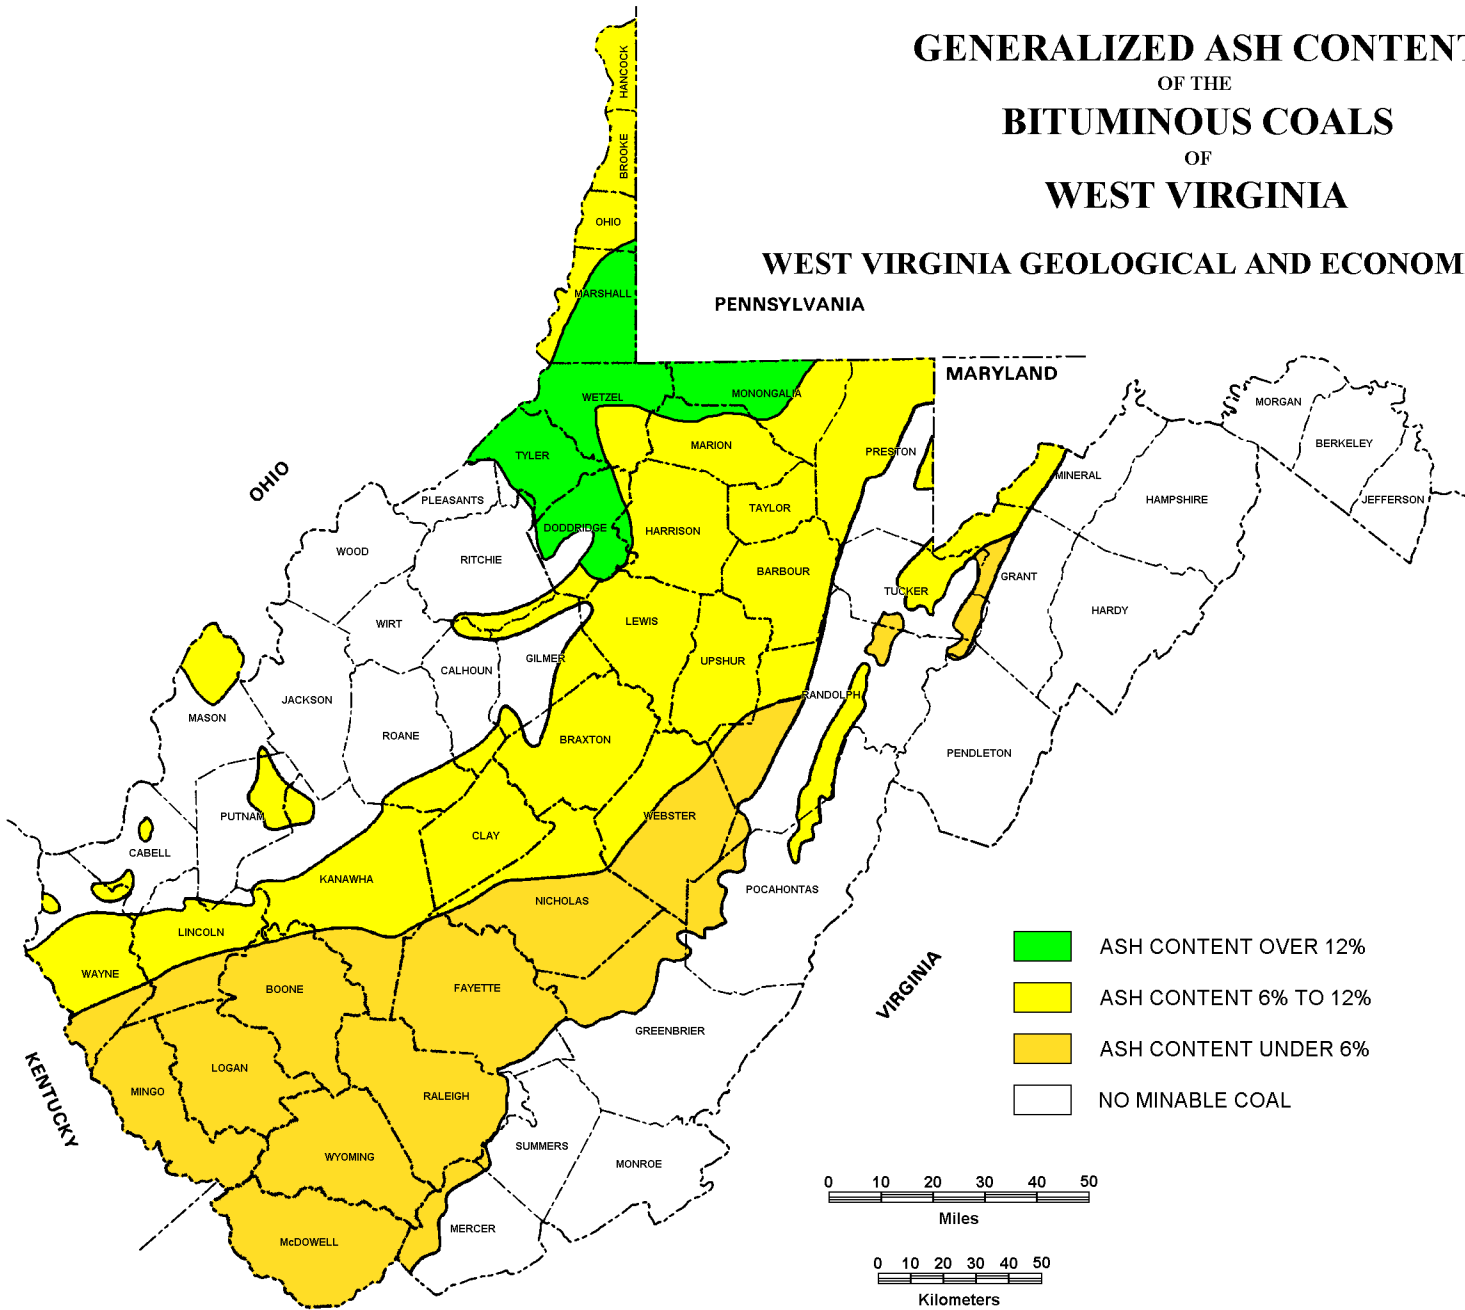 GENERALIZED ASH CONTENT
OF THE
BITUMINOUS COALS
OF
WEST VIRGINIA
WEST VIRGINIA GEOLOGICAL AND ECONOM
PENNSYLVANIA
MARYLAND
OHIO
VIRGINIA
KENTUCKY
HANCOCK
BROOKE
OHIO
MARSHALL
WETZEL
MONONGALIA
MORGAN
BERKELEY
JEFFERSON
MARION
PRESTON
TYLER
MINERAL
HAMPSHIRE
PLEASANTS
TAYLOR
DODDRIDGE
HARRISON
WOOD
RITCHIE
BARBOUR
GRANT
TUCKER
HARDY
WIRT
LEWIS
GILMER
UPSHUR
CALHOUN
RANDOLPH
JACKSON
MASON
ROANE
BRAXTON
PENDLETON
PUTNAM
WEBSTER
CLAY
CABELL
KANAWHA
POCAHONTAS
NICHOLAS
LINCOLN
WAYNE
BOONE
FAYETTE
GREENBRIER
LOGAN
MINGO
RALEIGH
SUMMERS
WYOMING
MONROE
MERCER
McDOWELL
ASH CONTENT OVER 12%
ASH CONTENT 6% TO 12%
ASH CONTENT UNDER 6%
NO MINABLE COAL
0 10 20 30 40 50
Miles
0 10 20 30 40 50
Kilometers